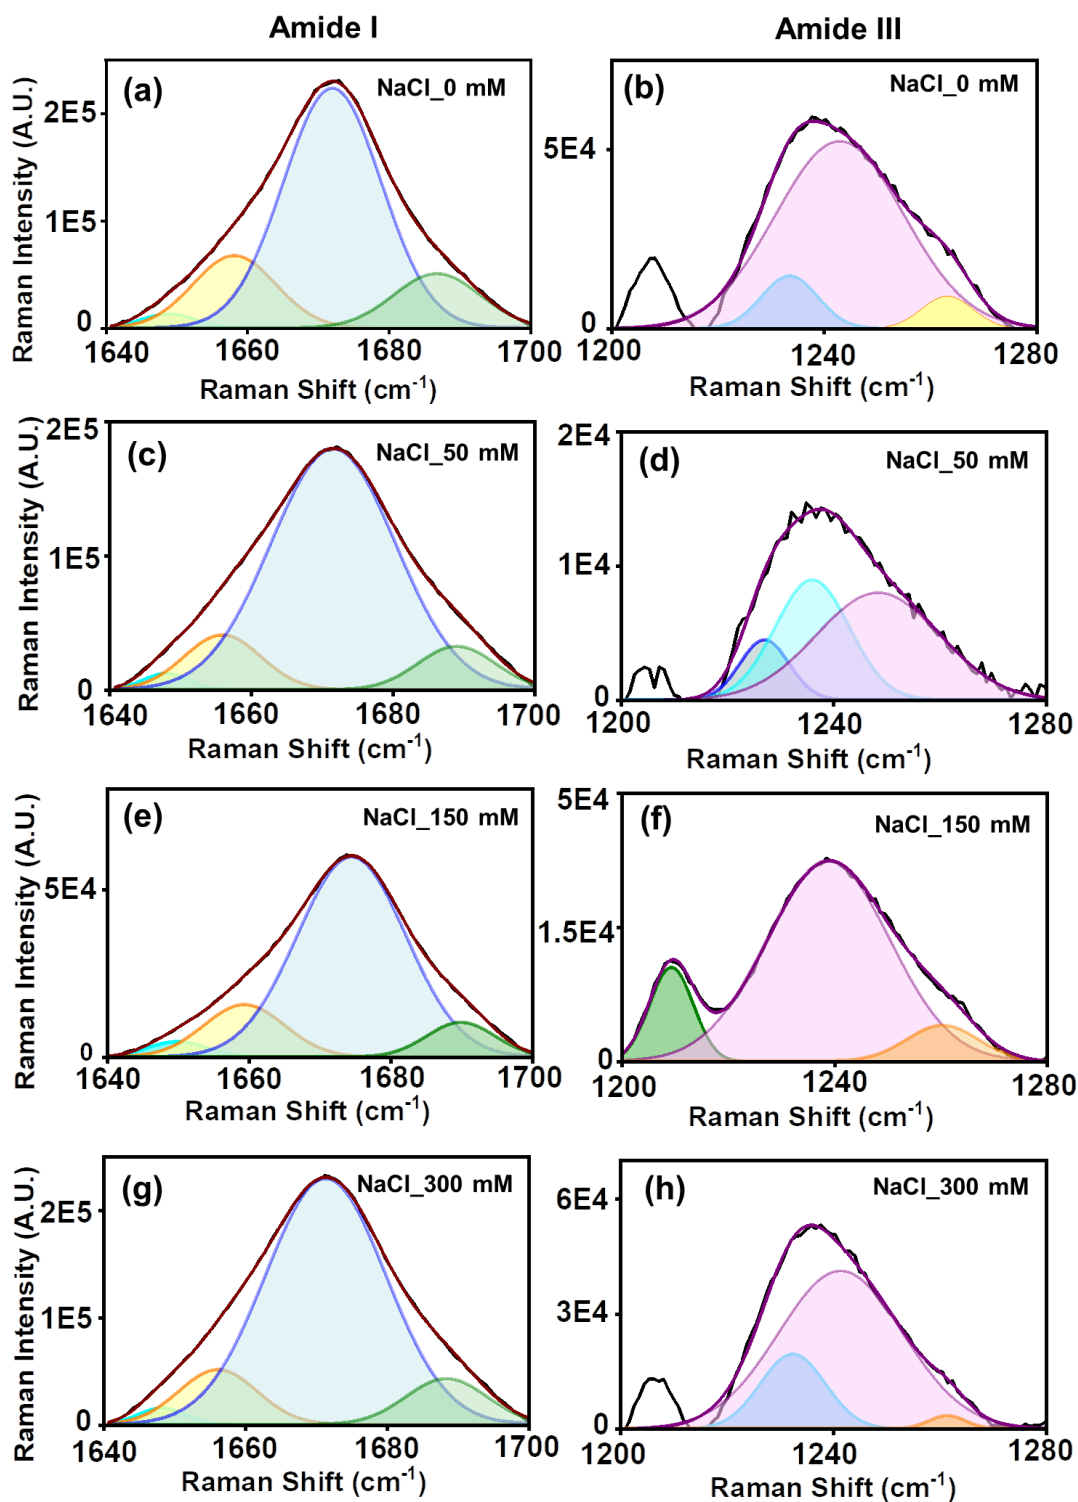 Amide I
Amide III
(a)
NaCl_0 mM
Raman Intensity (A.U.)
2E5
1E5
0
1640
1660
1680
1700
Raman Shift (cm⁻¹)
(b)
NaCl_0 mM
5E4
0
1200
1240
1280
Raman Shift (cm⁻¹)
(c)
NaCl_50 mM
Raman Intensity (A.U.)
2E5
1E5
0
1640
1660
1680
1700
Raman Shift (cm⁻¹)
(d)
NaCl_50 mM
2E4
1E4
0
1200
1240
1280
Raman Shift (cm⁻¹)
(e)
NaCl_150 mM
Raman Intensity (A.U.)
5E4
0
1640
1660
1680
1700
Raman Shift (cm⁻¹)
(f)
NaCl_150 mM
5E4
1.5E4
0
1200
1240
1280
Raman Shift (cm⁻¹)
(g)
NaCl_300 mM
Raman Intensity (A.U.)
2E5
1E5
0
1640
1660
1680
1700
Raman Shift (cm⁻¹)
(h)
NaCl_300 mM
6E4
3E4
0
1200
1240
1280
Raman Shift (cm⁻¹)